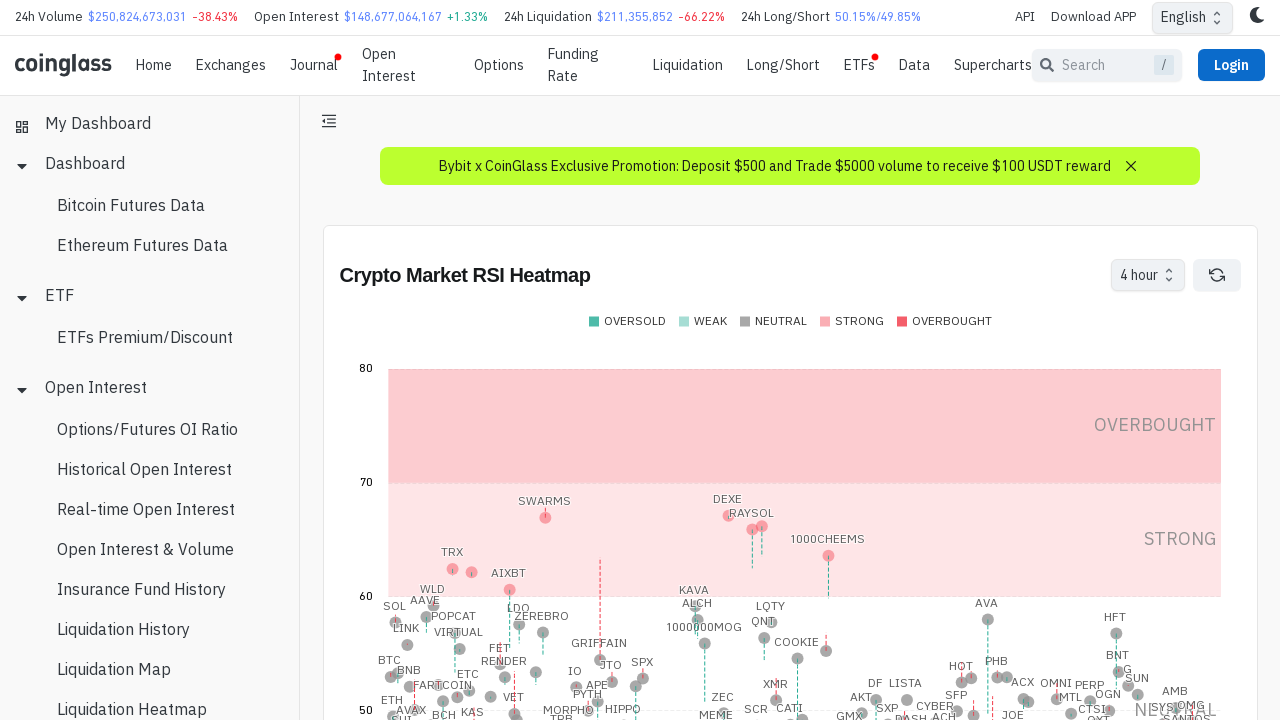 24h Volume $250,824,673,031 -38.43% Open Interest $148,677,064,167 +1.33% 24h Liquidation $211,355,852 -66.22% 24h Long/Short 50.15%/49.85% API Download APP English
coinglass Home Exchanges Journal Open Interest Options Funding Rate Liquidation Long/Short ETFs Data Supercharts Search / Login
My Dashboard
Dashboard
Bitcoin Futures Data
Ethereum Futures Data
ETF
ETFs Premium/Discount
Open Interest
Options/Futures OI Ratio
Historical Open Interest
Real-time Open Interest
Open Interest & Volume
Insurance Fund History
Liquidation History
Liquidation Map
Liquidation Heatmap
Bybit x CoinGlass Exclusive Promotion: Deposit $500 and Trade $5000 volume to receive $100 USDT reward
Crypto Market RSI Heatmap
4 hour
OVERSOLD WEAK NEUTRAL STRONG OVERBOUGHT
80
OVERBOUGHT
70
SWARMS DEXE
RAYSOL
STRONG
TRX 1000CHEEMS
AIXBT
60
WLD KAVA
AAVE ALCH AVA
SOL LDO LQTY
POPCAT ZEREBRO HFT
LINK VIRTUAL 1000000MOG QNT
FET GRIFFAIN COOKIE
BTC RENDER JTO SPX PHB BNT
BNB ETC IO HOT
FARTCOIN APE XMR DF LISTA ACX OMNI PERP SUN
ETH VET PYTH ZEC AKT SFP MTL OGN AMB
50
AVAX KAS MORPHO HIPPO MEME SCR CATI GMX SXP CYBER JOE CTSI OMG
NEUTRAL
BCH DASH ACH